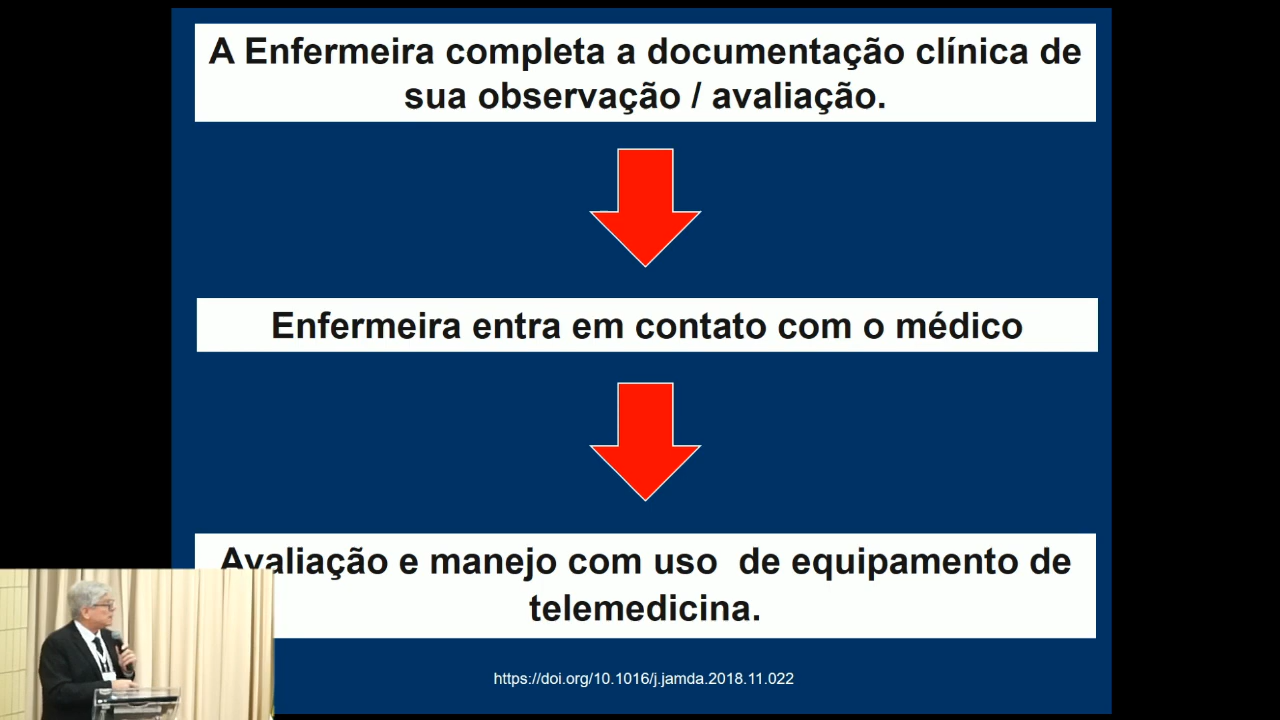 A Enfermeira completa a documentação clínica de
sua observação / avaliação.
Enfermeira entra em contato com o médico
Avaliação e manejo com uso  de equipamento de
telemedicina.
https://doi.org/10.1016/j.jamda.2018.11.022